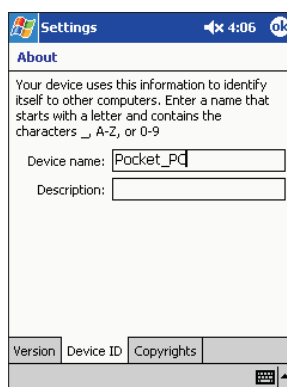 Settings 4:06 ok
About
Your device uses this information to identify
itself to other computers. Enter a name that
starts with a letter and contains the
characters _, A-Z, or 0-9
Device name: Pocket_PC
Description:
Version Device ID Copyrights